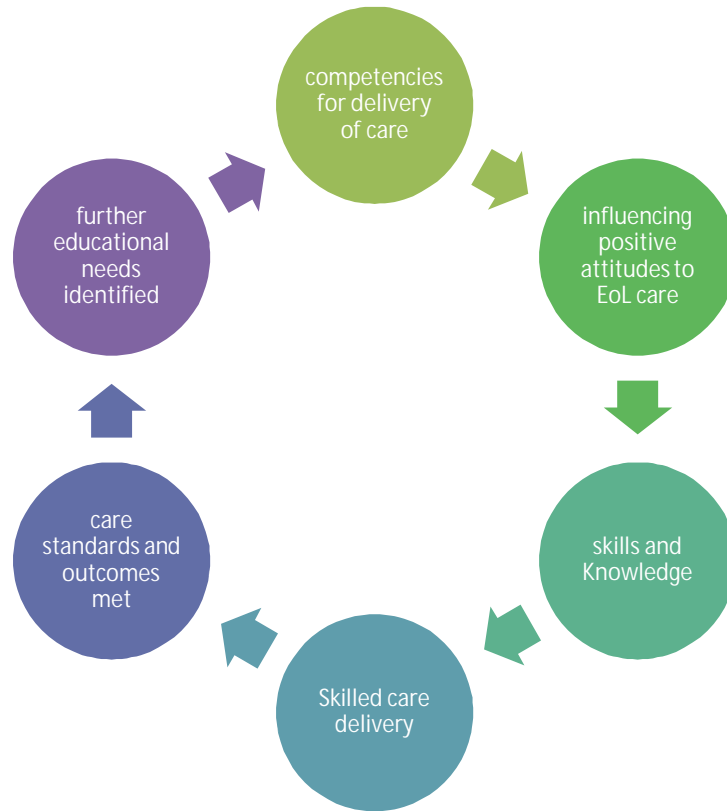 competencies
for delivery
of care
influencing
positive
attitudes to
EoL care
skills and
Knowledge
Skilled care
delivery
care
standards and
outcomes
met
further
educational
needs
identified